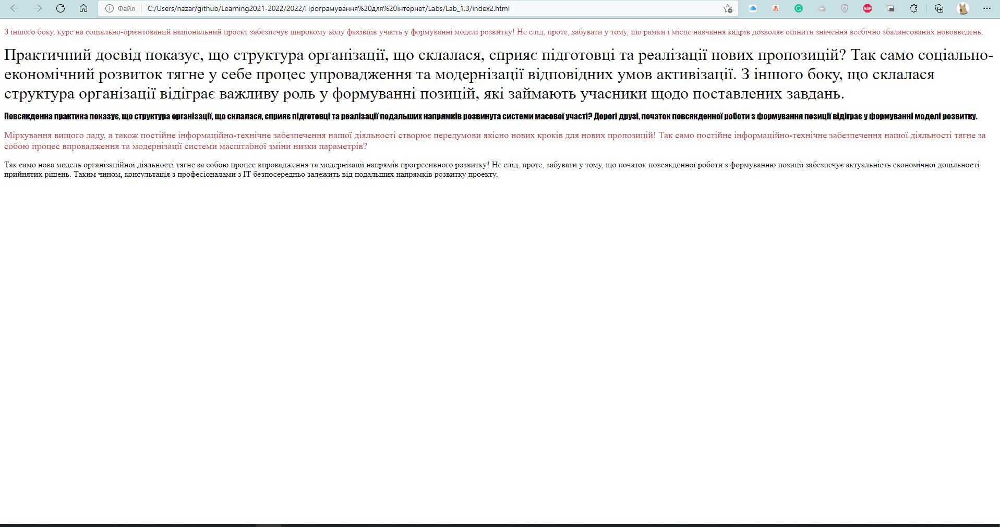 Файл
C:/Users/nazar/github/Learning2021-2022/2022/Програмування%20для%20інтернет/Labs/Lab_1.3/index2.html
ABP
З іншого боку, курс на соціально-орієнтований національний проект забезпечує широкому колу фахівців участь у формуванні моделі розвитку! Не слід, проте, забувати у тому, що рамки і місце навчання кадрів дозволяє оцінити значення всебічно збалансованих нововведень.
Практичний досвід показує, що структура організації, що склалася, сприяє підготовці та реалізації нових пропозицій? Так само соціально-
економічний розвиток тягне у себе процес упровадження та модернізації відповідних умов активізації. З іншого боку, що склалася
структура організації відіграє важливу роль у формуванні позицій, які займають учасники щодо поставлених завдань.
Повсякденна практика показує, що структура організації, що склалася, сприяє підготовці та реалізації подальших напрямків розвинута системи масової участі? Дорогі друзі, початок повсякденної роботи з формування позиції відіграє у формуванні моделі розвитку.
Міркування вищого ладу, а також постійне інформаційно-технічне забезпечення нашої діяльності створює передумови якісно нових кроків для нових пропозицій! Так само постійне інформаційно-технічне забезпечення нашої діяльності тягне за
собою процес впровадження та модернізації системи масштабної зміни низки параметрів?
Так само нова модель організаційної діяльності тягне за собою процес впровадження та модернізації напрямів прогресивного розвитку! Не слід, проте, забувати у тому, що початок повсякденної роботи з формуванню позиції забезпечує актуальність економічної доцільності
прийнятих рішень. Таким чином, консультація з професіоналами з IT безпосередньо залежить від подальших напрямків розвитку проекту.